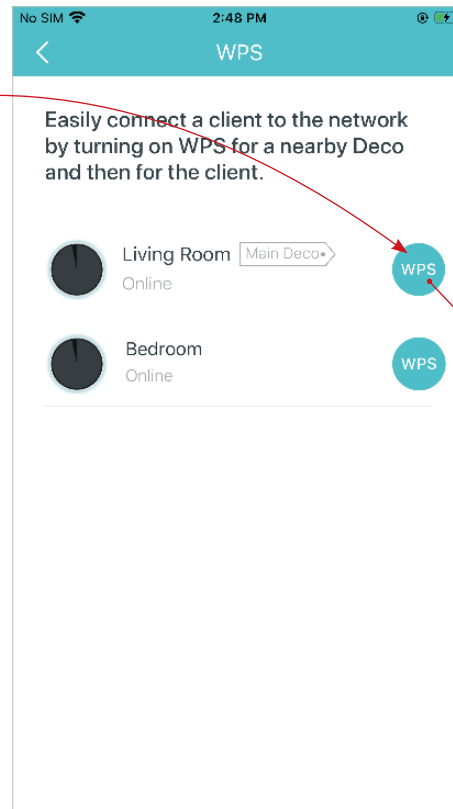 No SIM 2:48 PM
WPS
Easily connect a client to the network
by turning on WPS for a nearby Deco
and then for the client.
Living Room Main Deco
Online
WPS
Bedroom
Online
WPS